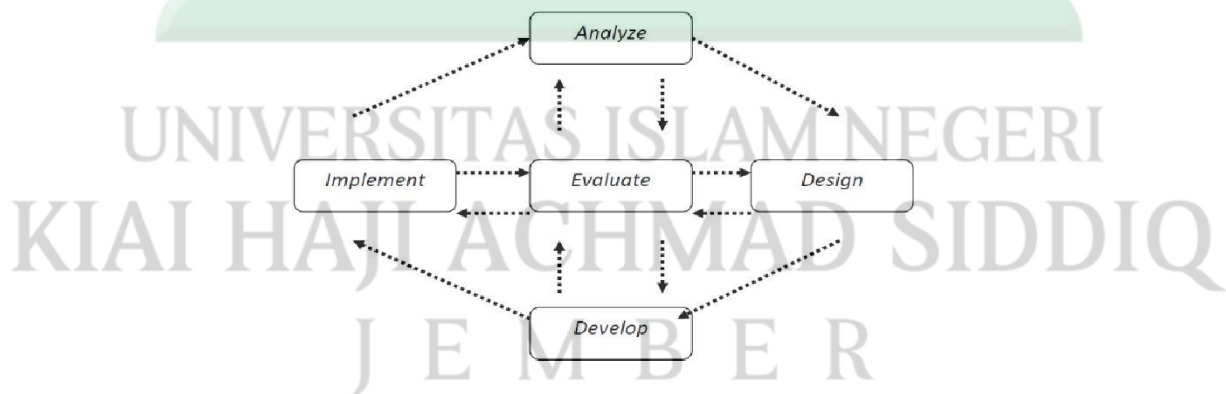 Analyze
UNIVERSITAS ISLAM NEGERI
Implement Evaluate Design
KIAI HAJI ACHMAD SIDDIQ
Develop
J E M B E R